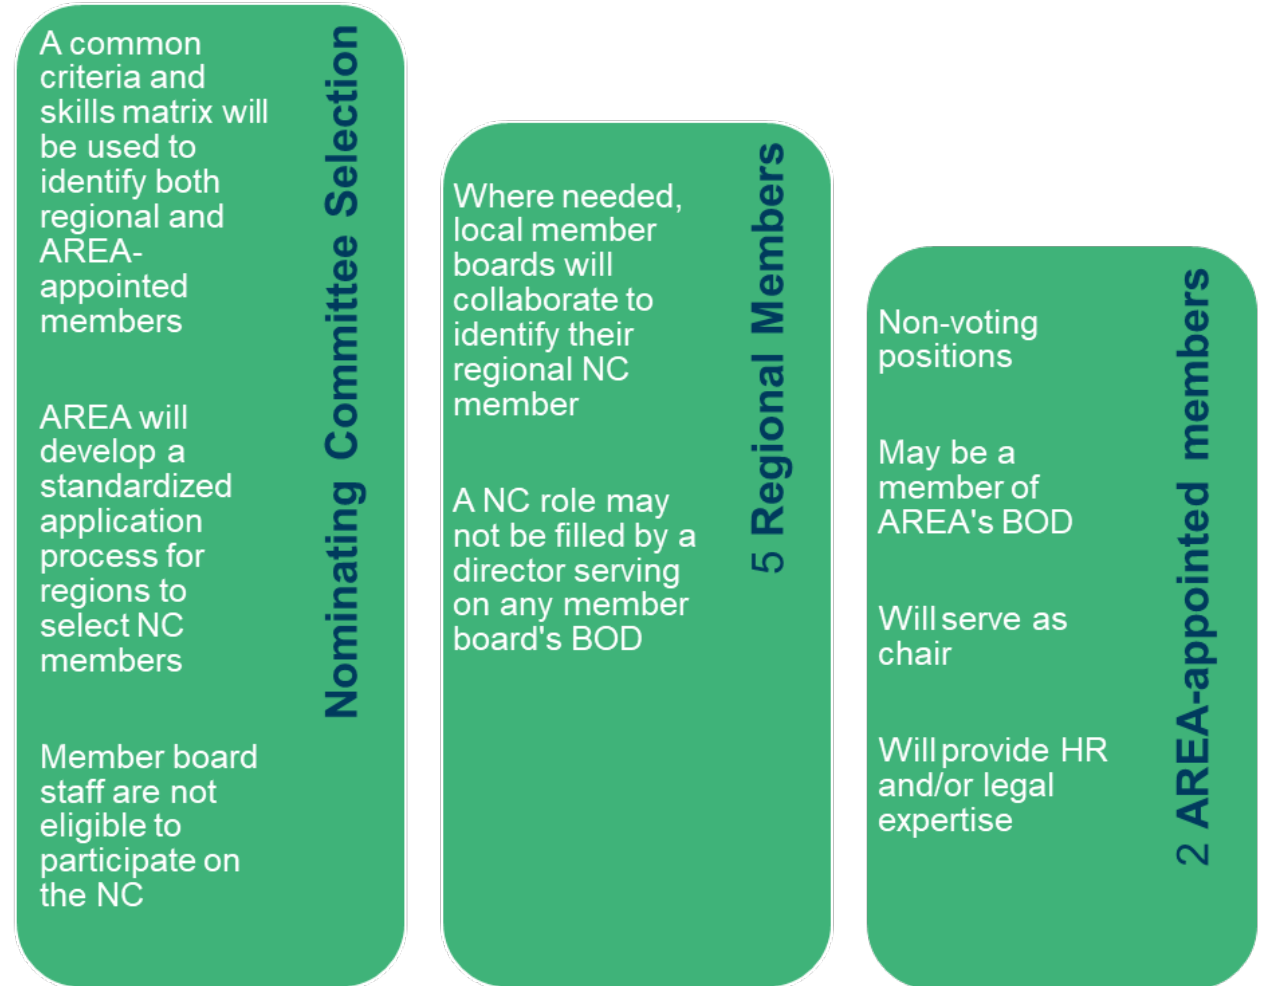 A common
criteria and
skills matrix will
be used to
identify both
regional and
AREA-
appointed
members
AREA will
develop a
standardized
application
process for
regions to
select NC
members
Member board
staff are not
eligible to
participate on
the NC
Nominating Committee Selection
Where needed,
local member
boards will
collaborate to
identify their
regional NC
member
A NC role may
not be filled by a
director serving
on any member
board's BOD
5 Regional Members
Non-voting
positions
May be a
member of
AREA's BOD
Will serve as
chair
Will provide HR
and/or legal
expertise
2 AREA-appointed members